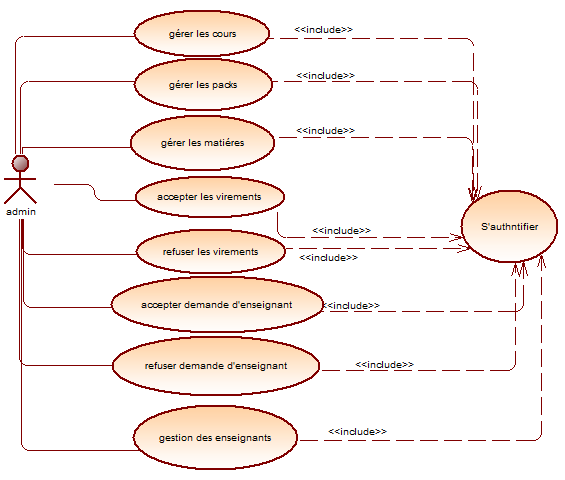 gérer les cours
<<include>>
gérer les packs
<<include>>
gérer les matiéres
<<include>>
admin
accepter les virements
<<include>>
S'authntifier
refuser les virements
<<include>>
accepter demande d'enseignant
<<include>>
refuser demande d'enseignant
<<include>>
gestion des enseignants
<<include>>